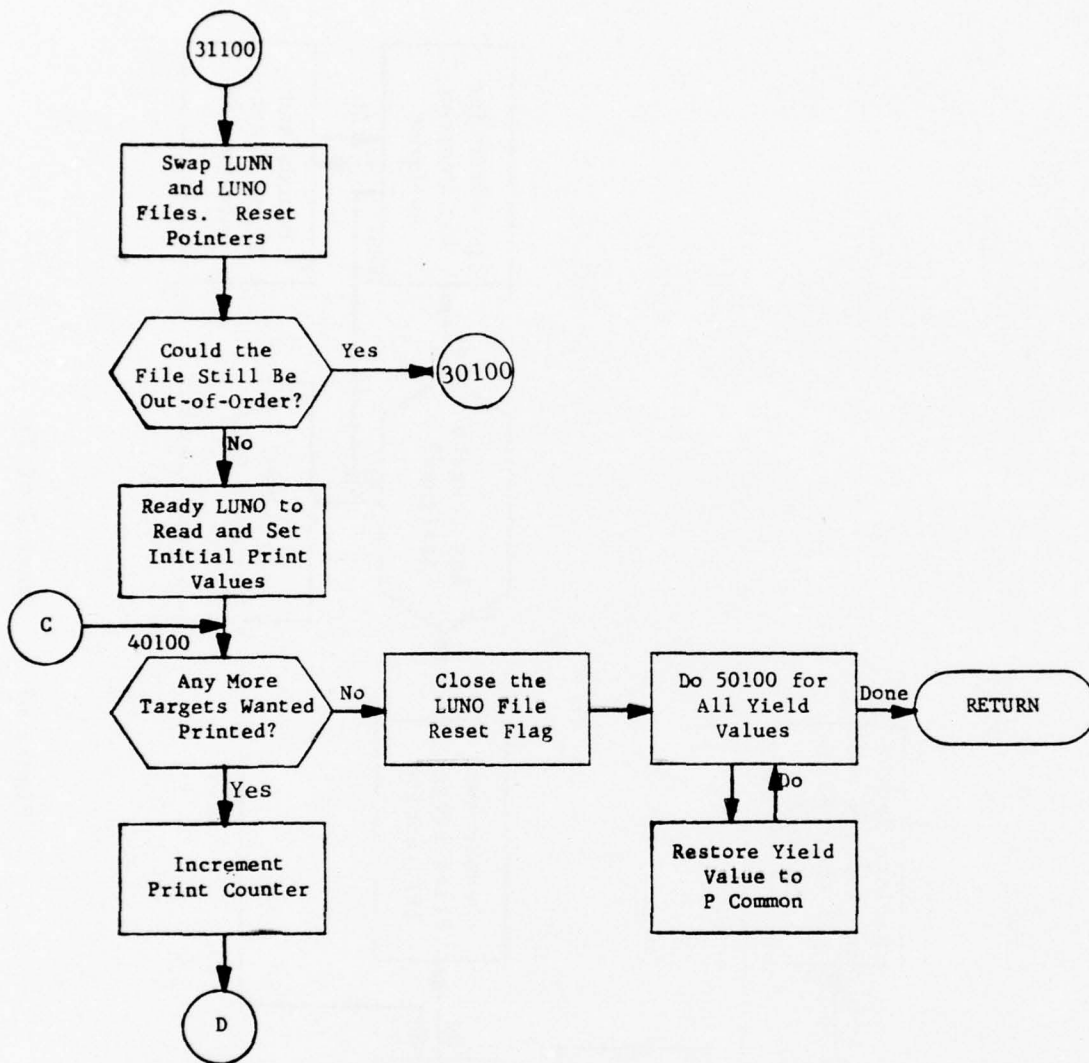 31100
Swap LUNN
and LUNO
Files. Reset
Pointers
Could the
File Still Be
Out-of-Order?
Yes
30100
No
Ready LUNO to
Read and Set
Initial Print
Values
C
40100
Any More
Targets Wanted
Printed?
No
Close the
LUNO File
Reset Flag
Do 50100 for
All Yield
Values
Done
RETURN
Yes
Do
Increment
Print Counter
Restore Yield
Value to
P Common
D